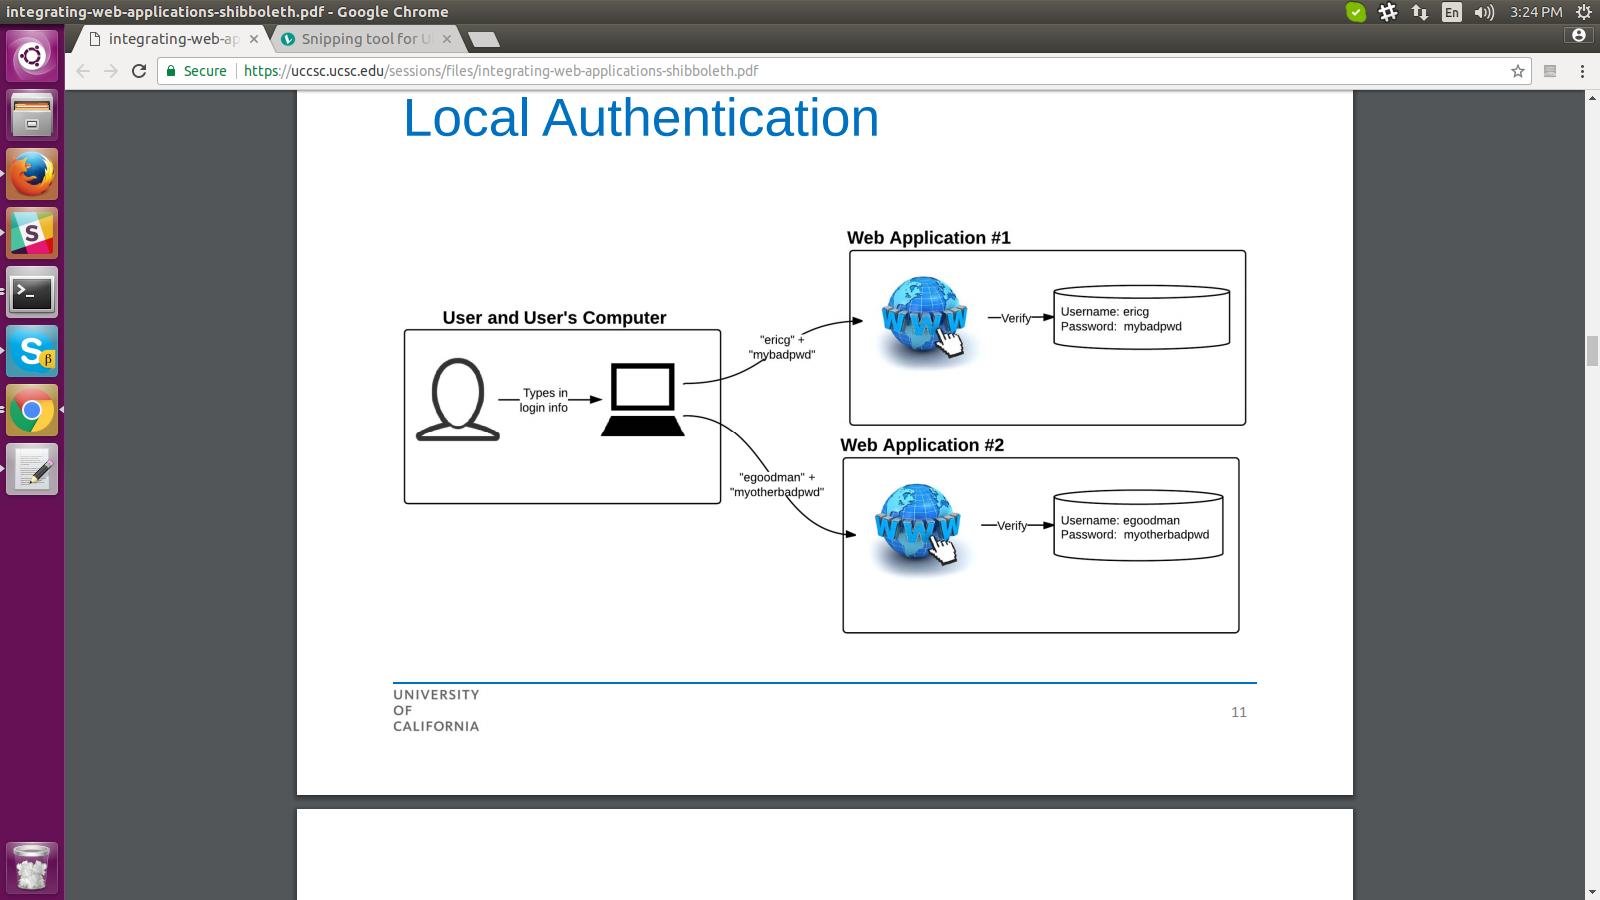 integrating-web-applications-shibboleth.pdf - Google Chrome
En
3:24 PM
integrating-web-ap
Snipping tool for U
Secure
https://uccsc.ucsc.edu/sessions/files/integrating-web-applications-shibboleth.pdf
Local Authentication
Web Application #1
WWW
Verify
Username: ericg
Password: mybadpwd
User and User's Computer
Types in
login info
"ericg" +
"mybadpwd"
"egoodman" +
"myotherbadpwd"
Web Application #2
WWW
Verify
Username: egoodman
Password: myotherbadpwd
UNIVERSITY
OF
CALIFORNIA
11
S
>_
S
β